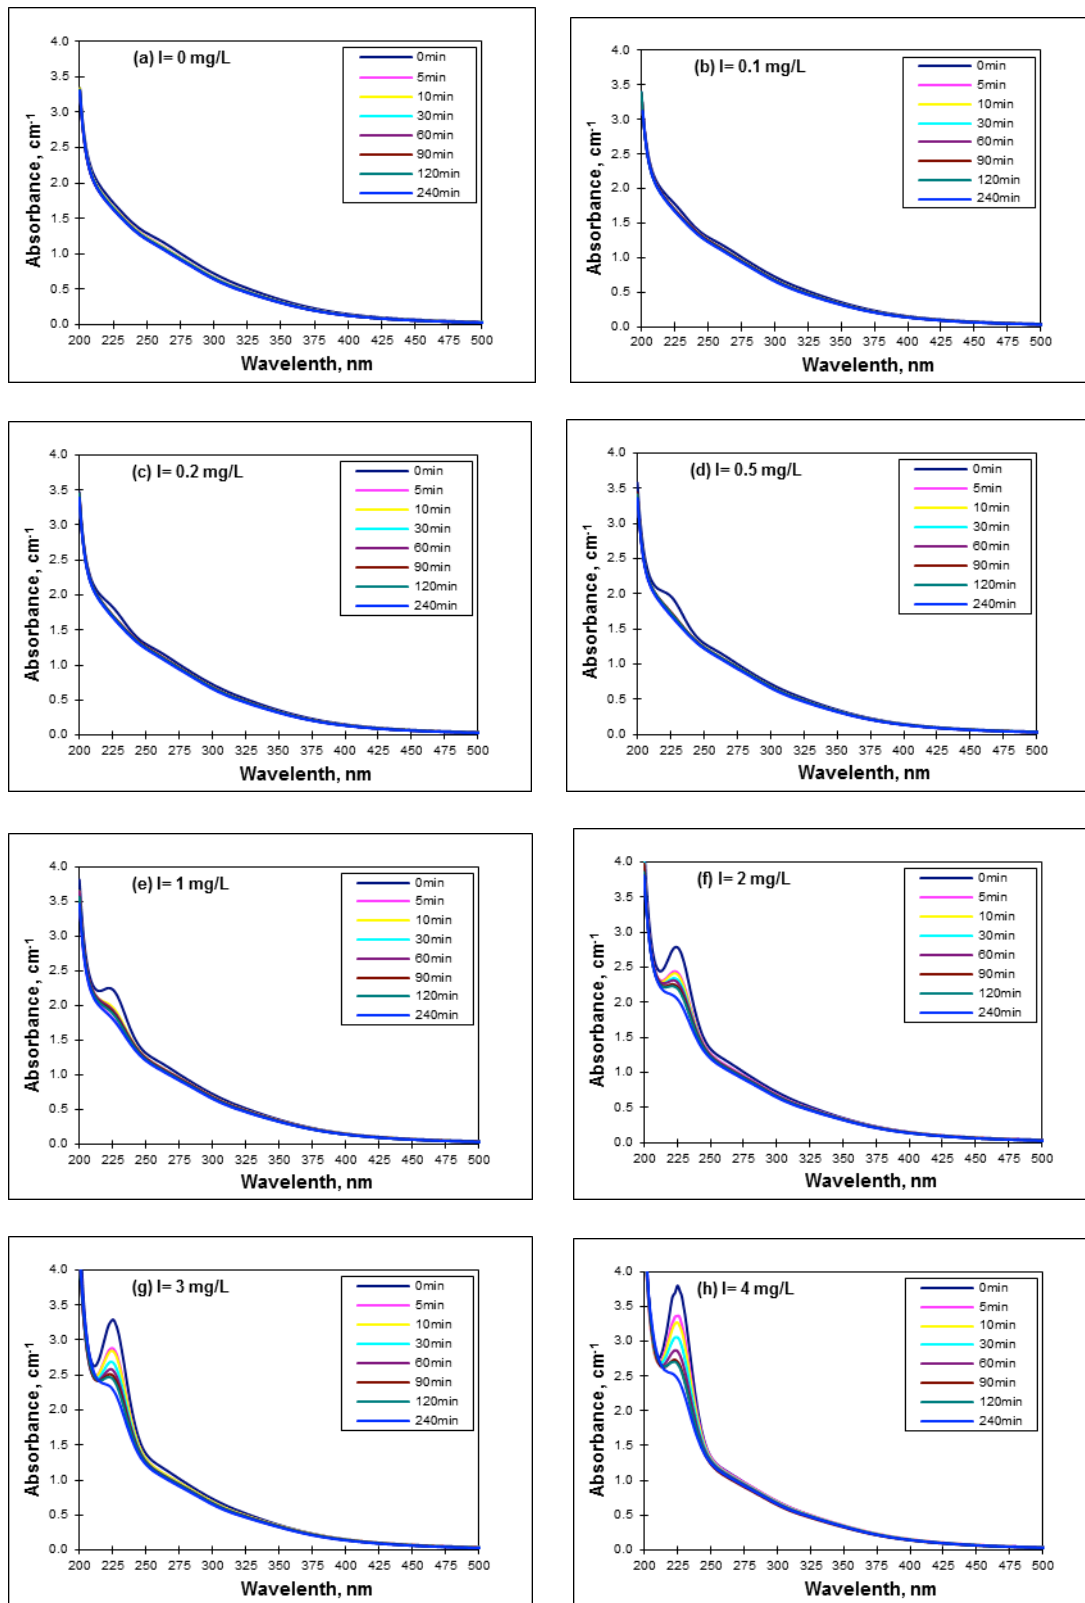 (a) I= 0 mg/L
Absorbance, cm-1
4.0
3.5
3.0
2.5
2.0
1.5
1.0
0.5
0.0
0min
5min
10min
30min
60min
90min
120min
240min
200 225 250 275 300 325 350 375 400 425 450 475 500
Wavelenth, nm
(b) I= 0.1 mg/L
Absorbance, cm-1
4.0
3.5
3.0
2.5
2.0
1.5
1.0
0.5
0.0
0min
5min
10min
30min
60min
90min
120min
240min
200 225 250 275 300 325 350 375 400 425 450 475 500
Wavelenth, nm
(c) I= 0.2 mg/L
Absorbance, cm-1
4.0
3.5
3.0
2.5
2.0
1.5
1.0
0.5
0.0
0min
5min
10min
30min
60min
90min
120min
240min
200 225 250 275 300 325 350 375 400 425 450 475 500
Wavelenth, nm
(d) I= 0.5 mg/L
Absorbance, cm-1
4.0
3.5
3.0
2.5
2.0
1.5
1.0
0.5
0.0
0min
5min
10min
30min
60min
90min
120min
240min
200 225 250 275 300 325 350 375 400 425 450 475 500
Wavelenth, nm
(e) I= 1 mg/L
Absorbance, cm-1
4.0
3.5
3.0
2.5
2.0
1.5
1.0
0.5
0.0
0min
5min
10min
30min
60min
90min
120min
240min
200 225 250 275 300 325 350 375 400 425 450 475 500
Wavelenth, nm
(f) I= 2 mg/L
Absorbance, cm-1
4.0
3.5
3.0
2.5
2.0
1.5
1.0
0.5
0.0
0min
5min
10min
30min
60min
90min
120min
240min
200 225 250 275 300 325 350 375 400 425 450 475 500
Wavelenth, nm
(g) I= 3 mg/L
Absorbance, cm-1
4.0
3.5
3.0
2.5
2.0
1.5
1.0
0.5
0.0
0min
5min
10min
30min
60min
90min
120min
240min
200 225 250 275 300 325 350 375 400 425 450 475 500
Wavelenth, nm
(h) I= 4 mg/L
Absorbance, cm-1
4.0
3.5
3.0
2.5
2.0
1.5
1.0
0.5
0.0
0min
5min
10min
30min
60min
90min
120min
240min
200 225 250 275 300 325 350 375 400 425 450 475 500
Wavelenth, nm